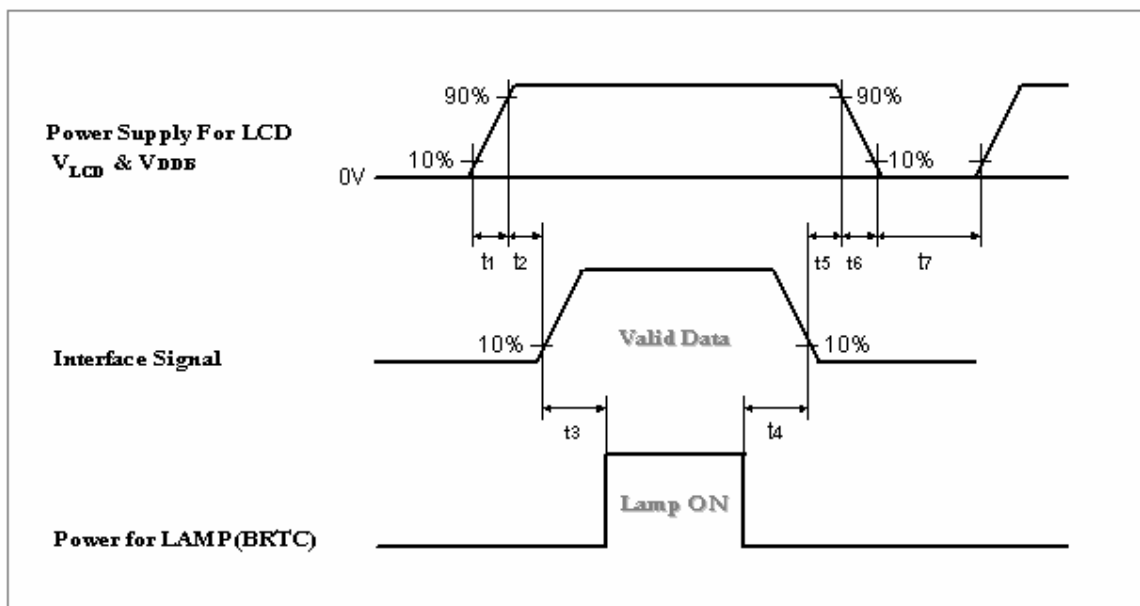 90%
90%
Power Supply For LCD
V_LCD & VDDB
10%
10%
0V
t1
t2
t5
t6
t7
Valid Data
10%
10%
Interface Signal
t3
t4
Lamp ON
Power for LAMP(BRTC)